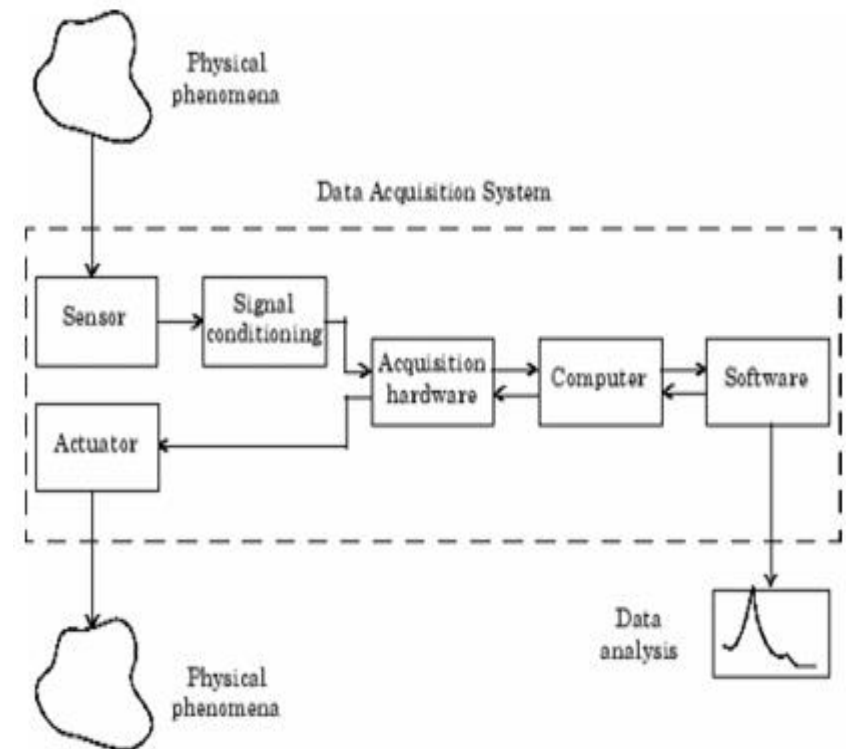 Physical
phenomena
Data Acquisition System
Sensor
Signal
conditioning
Acquisition
hardware
Computer
Software
Actuator
Data
analysis
Physical
phenomena